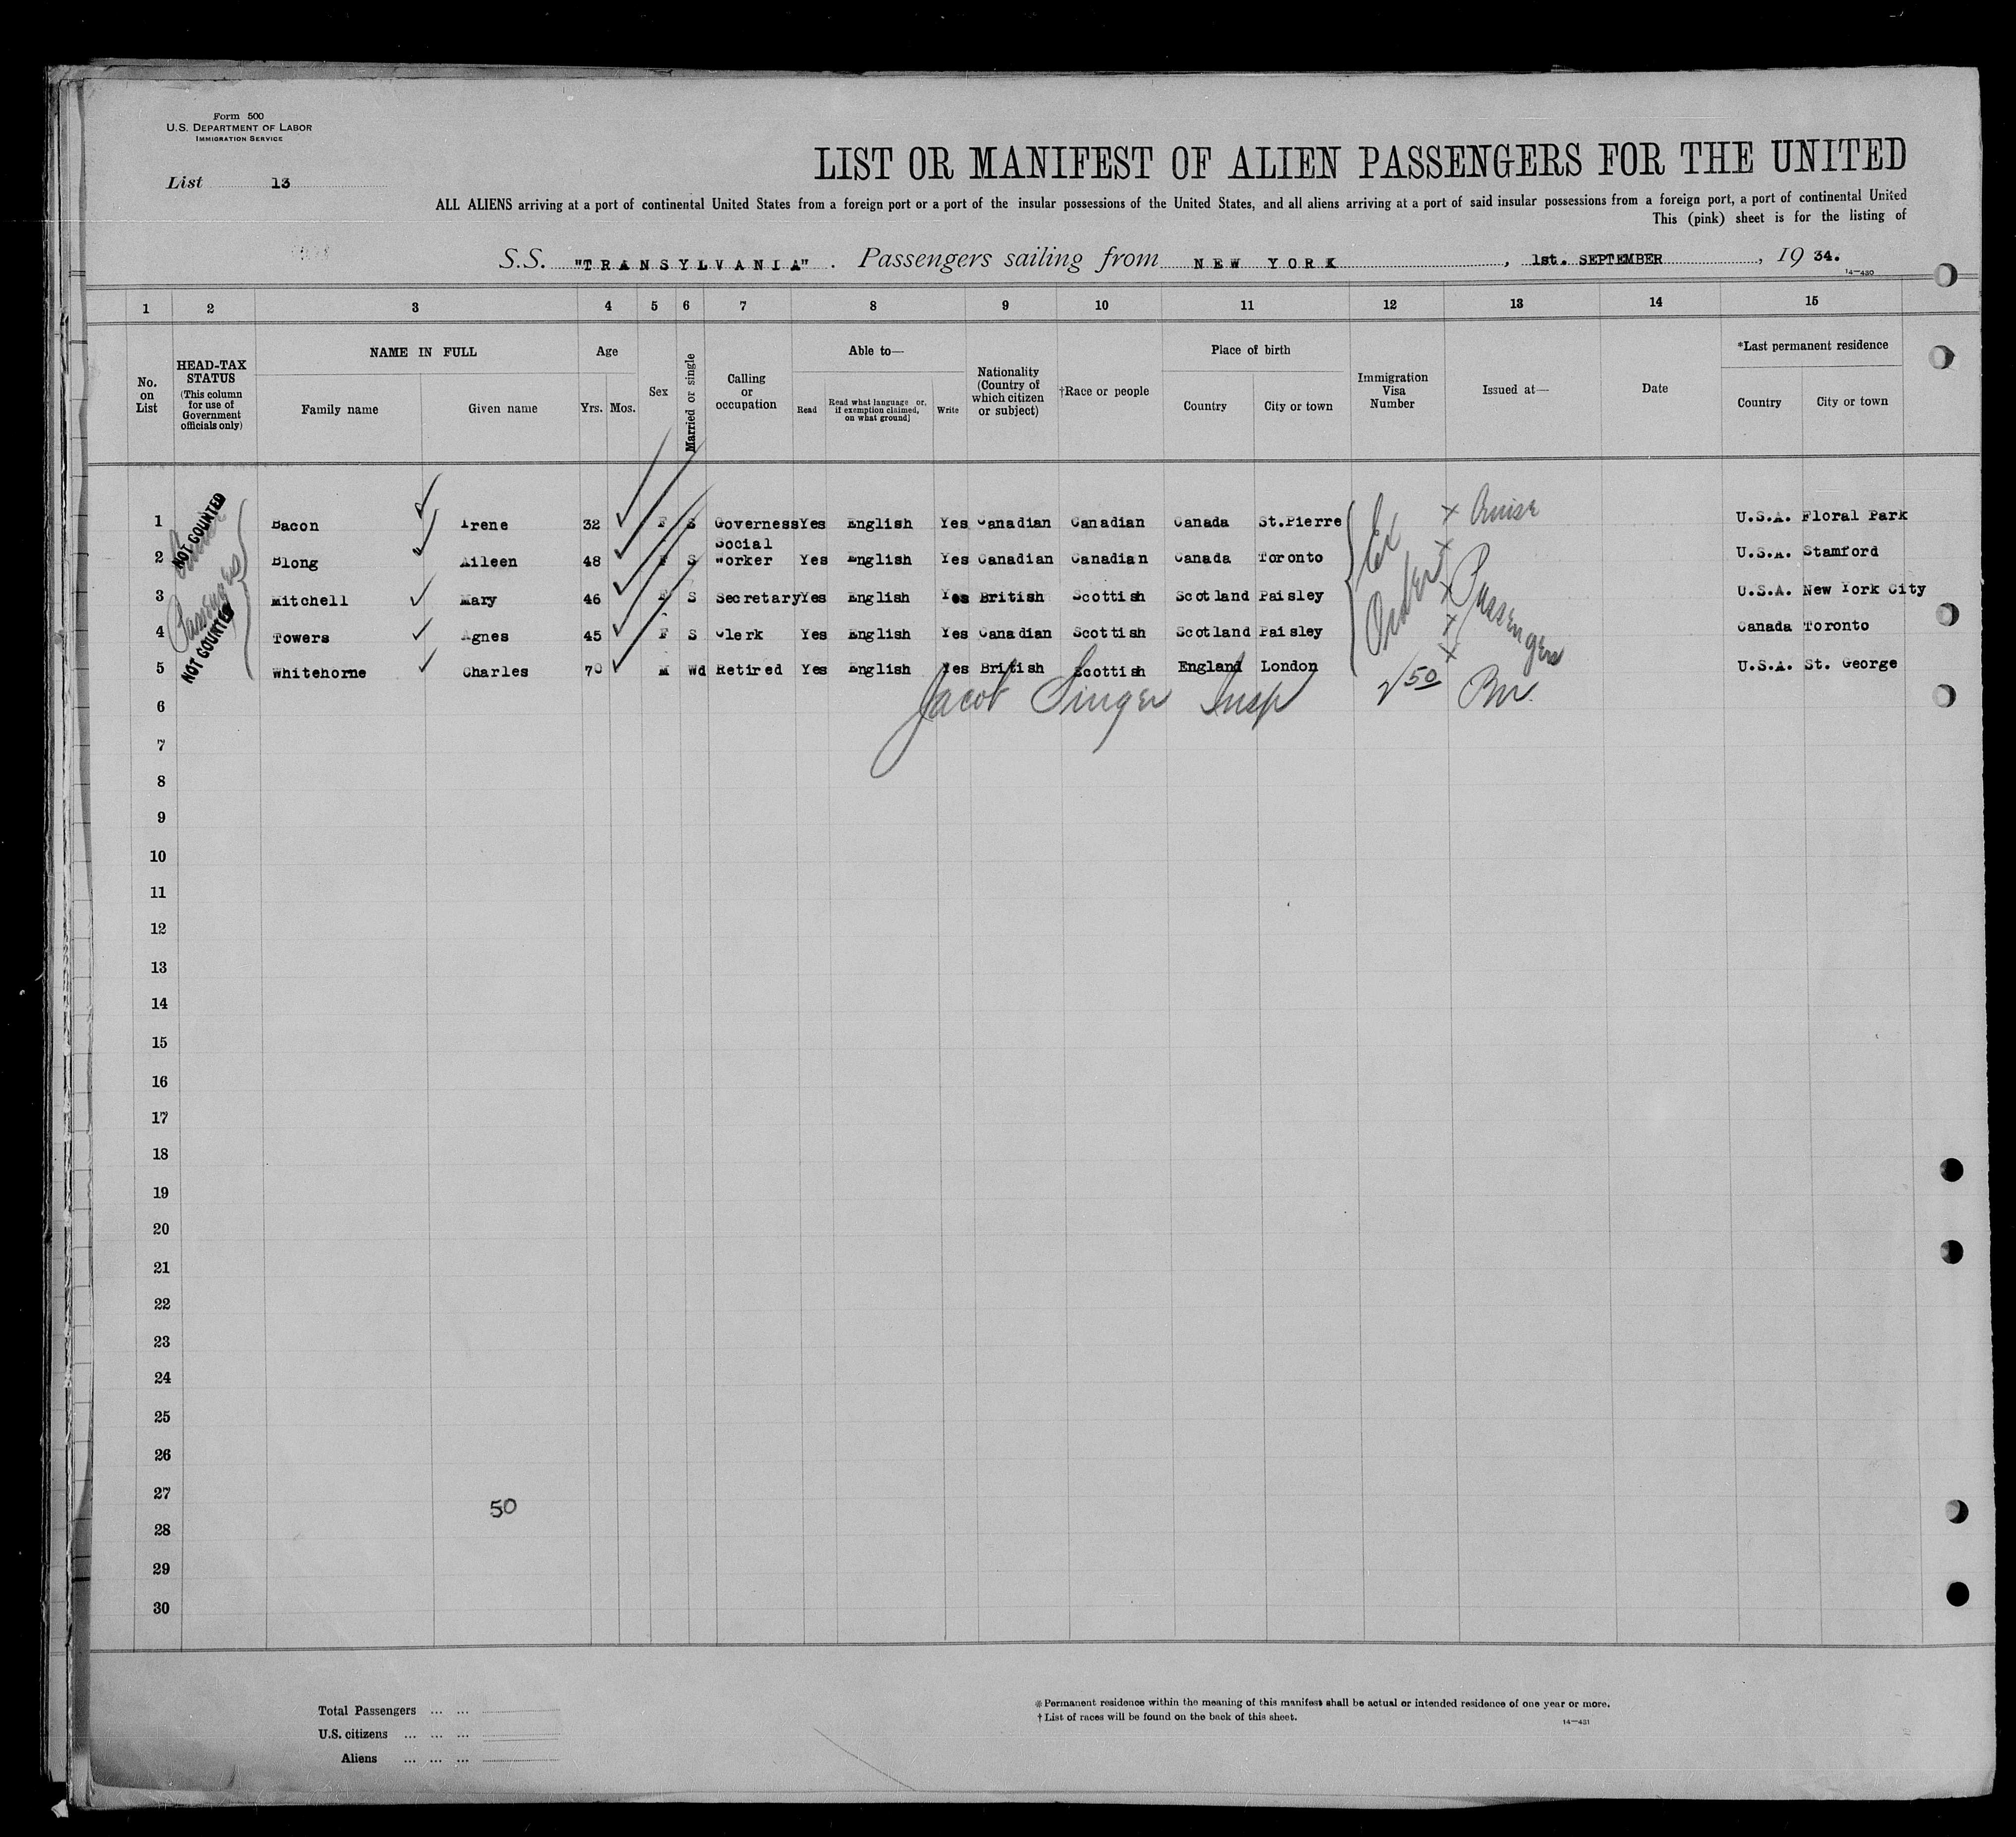 Form 500
U.S. DEPARTMENT OF LABOR
IMMIGRATION SERVICE
List 13
LIST OR MANIFEST OF ALIEN PASSENGERS FOR THE UNITED
ALL ALIENS arriving at a port of continental United States from a foreign port or a port of the insular possessions of the United States, and all aliens arriving at a port of said insular possessions from a foreign port, a port of continental United
This (pink) sheet is for the listing of
S.S. "TRANSYLVANIA". Passengers sailing from NEW YORK, 1st. SEPTEMBER, 19 34.
14—430
1 2 3 4 5 6 7 8 9 10 11 12 13 14 15
No. on List
HEAD-TAX STATUS
(This column for use of Government officials only)
NAME IN FULL
Family name Given name
Age
Yrs. Mos.
Sex
Married or single
Calling or occupation
Able to—
Read
Read what language or, if exemption claimed, on what ground]
Write
Nationality (Country of which citizen or subject)
†Race or people
Place of birth
Country City or town
Immigration Visa Number
Issued at—
Date
*Last permanent residence
Country City or town
1 Bacon Irene 32 F S Governess Yes English Yes Canadian Canadian Canada St.Pierre U.S.A. Floral Park
2 Blong Aileen 48 F S Social Worker Yes English Yes Canadian Canadian Canada Toronto U.S.A. Stamford
3 Mitchell Mary 46 F S Secretary Yes English Yes British Scottish Scotland Paisley U.S.A. New York City
4 Towers Agnes 45 F S Clerk Yes English Yes Canadian Scottish Scotland Paisley Canada Toronto
5 Whitehorne Charles 70 M Wd Retired Yes English Yes British Scottish England London U.S.A. St. George
NOT COUNTED
NOT COUNTED
Cruise
Passengers
Ex
x Cruise
x
x Passengers
x
x
50
Jacob Singer Insp
6
7
8
9
10
11
12
13
14
15
16
17
18
19
20
21
22
23
24
25
26
27
50
28
29
30
Total Passengers ... ...
U.S. citizens ... ... ...
Aliens ... ... ...
*Permanent residence within the meaning of this manifest shall be actual or intended residence of one year or more.
†List of races will be found on the back of this sheet.
14—431